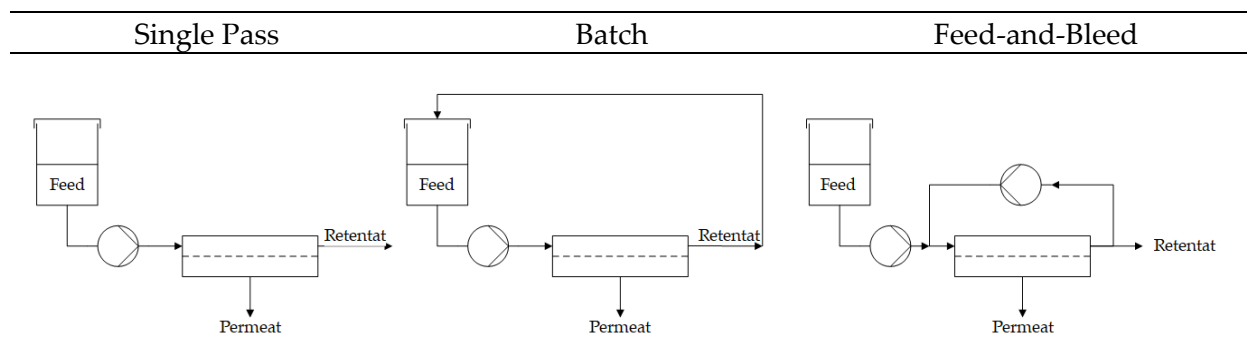 Single Pass Batch Feed-and-Bleed
Feed
Retentat
Permeat
Feed
Retentat
Permeat
Feed
Retentat
Permeat